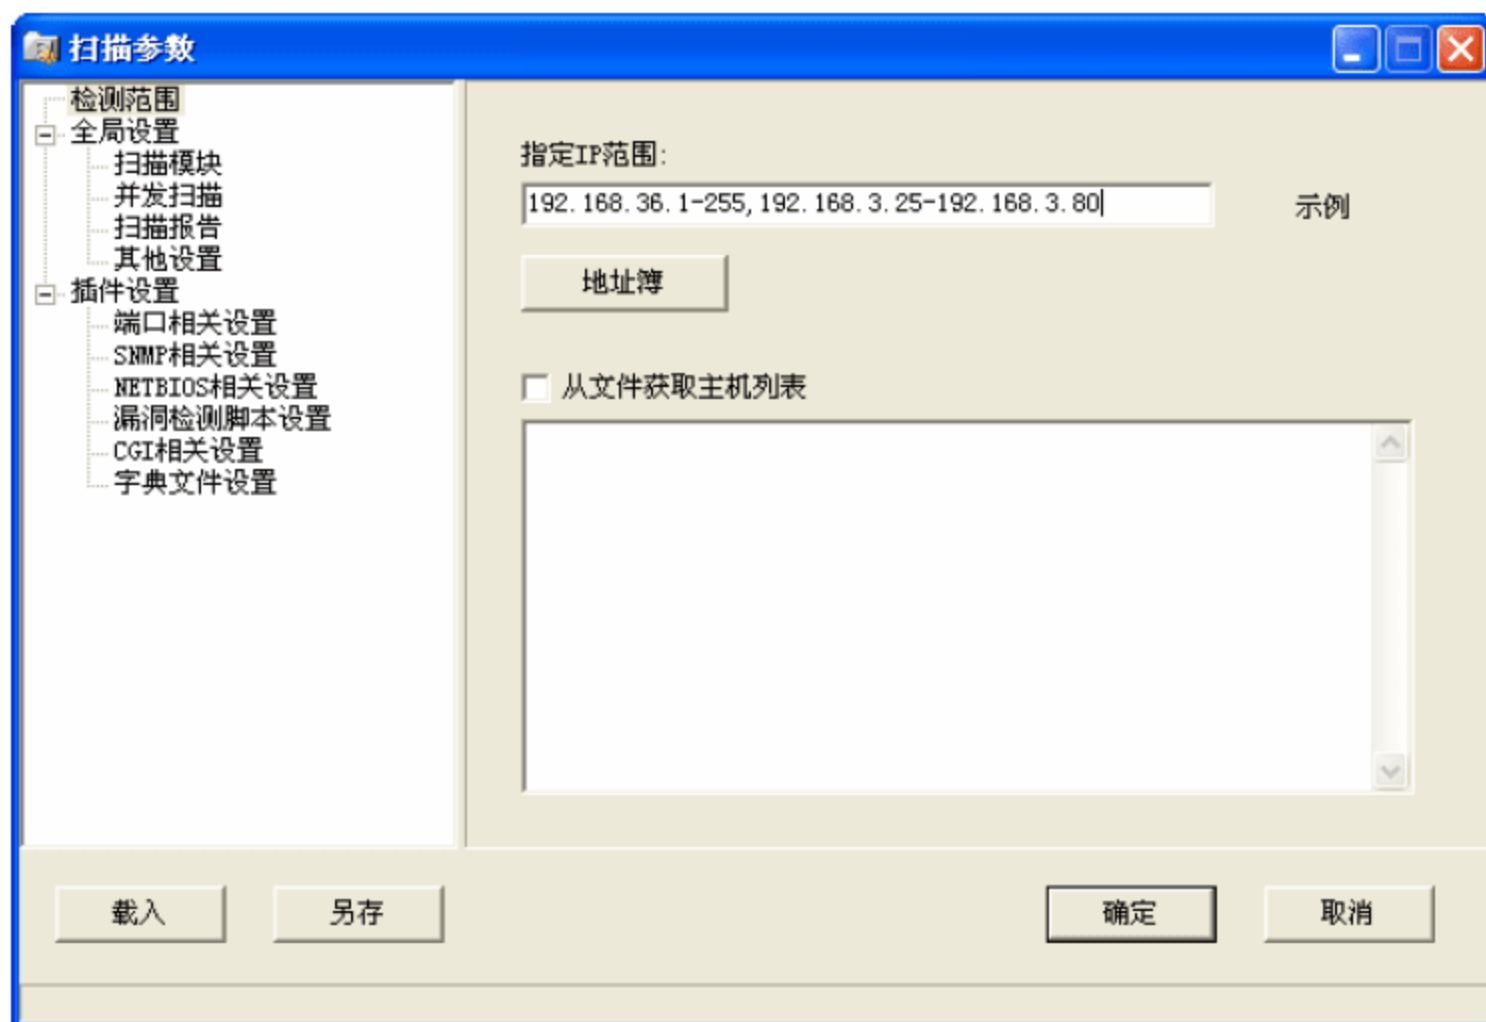 扫描参数
检测范围
全局设置
扫描模块
并发扫描
扫描报告
其他设置
插件设置
端口相关设置
SNMP相关设置
NETBIOS相关设置
漏洞检测脚本设置
CGI相关设置
字典文件设置
指定IP范围:
192.168.36.1-255,192.168.3.25-192.168.3.80
示例
地址簿
从文件获取主机列表
载入
另存
确定
取消